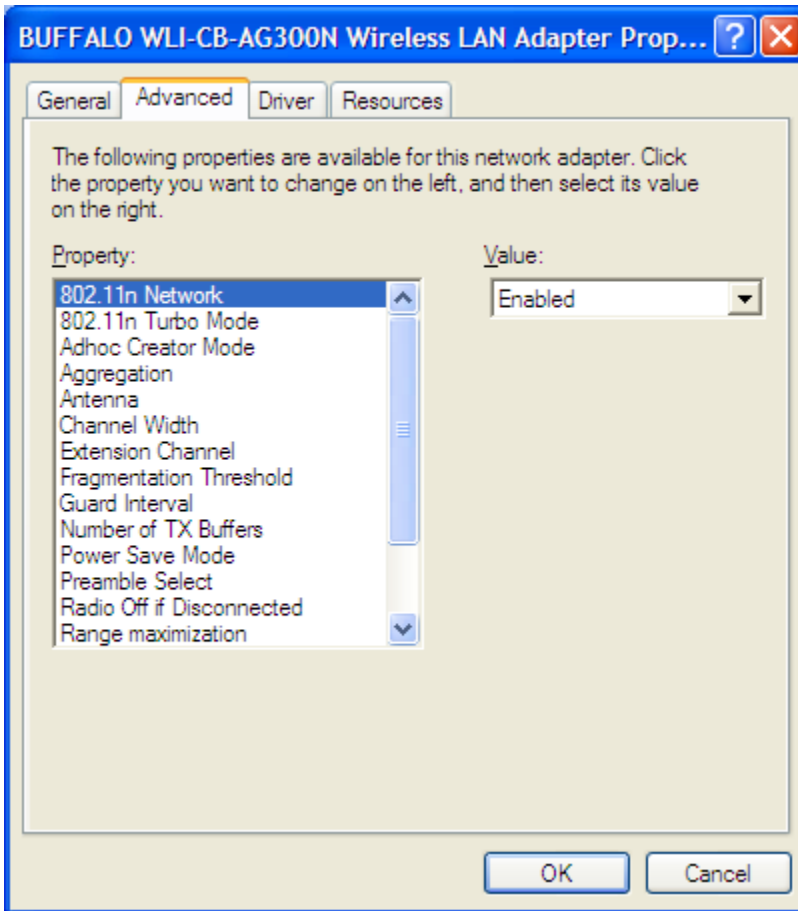 BUFFALO WLI-CB-AG300N Wireless LAN Adapter Prop...
General Advanced Driver Resources
The following properties are available for this network adapter. Click
the property you want to change on the left, and then select its value
on the right.
Property: Value:
802.11n Network Enabled
802.11n Turbo Mode
Adhoc Creator Mode
Aggregation
Antenna
Channel Width
Extension Channel
Fragmentation Threshold
Guard Interval
Number of TX Buffers
Power Save Mode
Preamble Select
Radio Off if Disconnected
Range maximization
OK Cancel